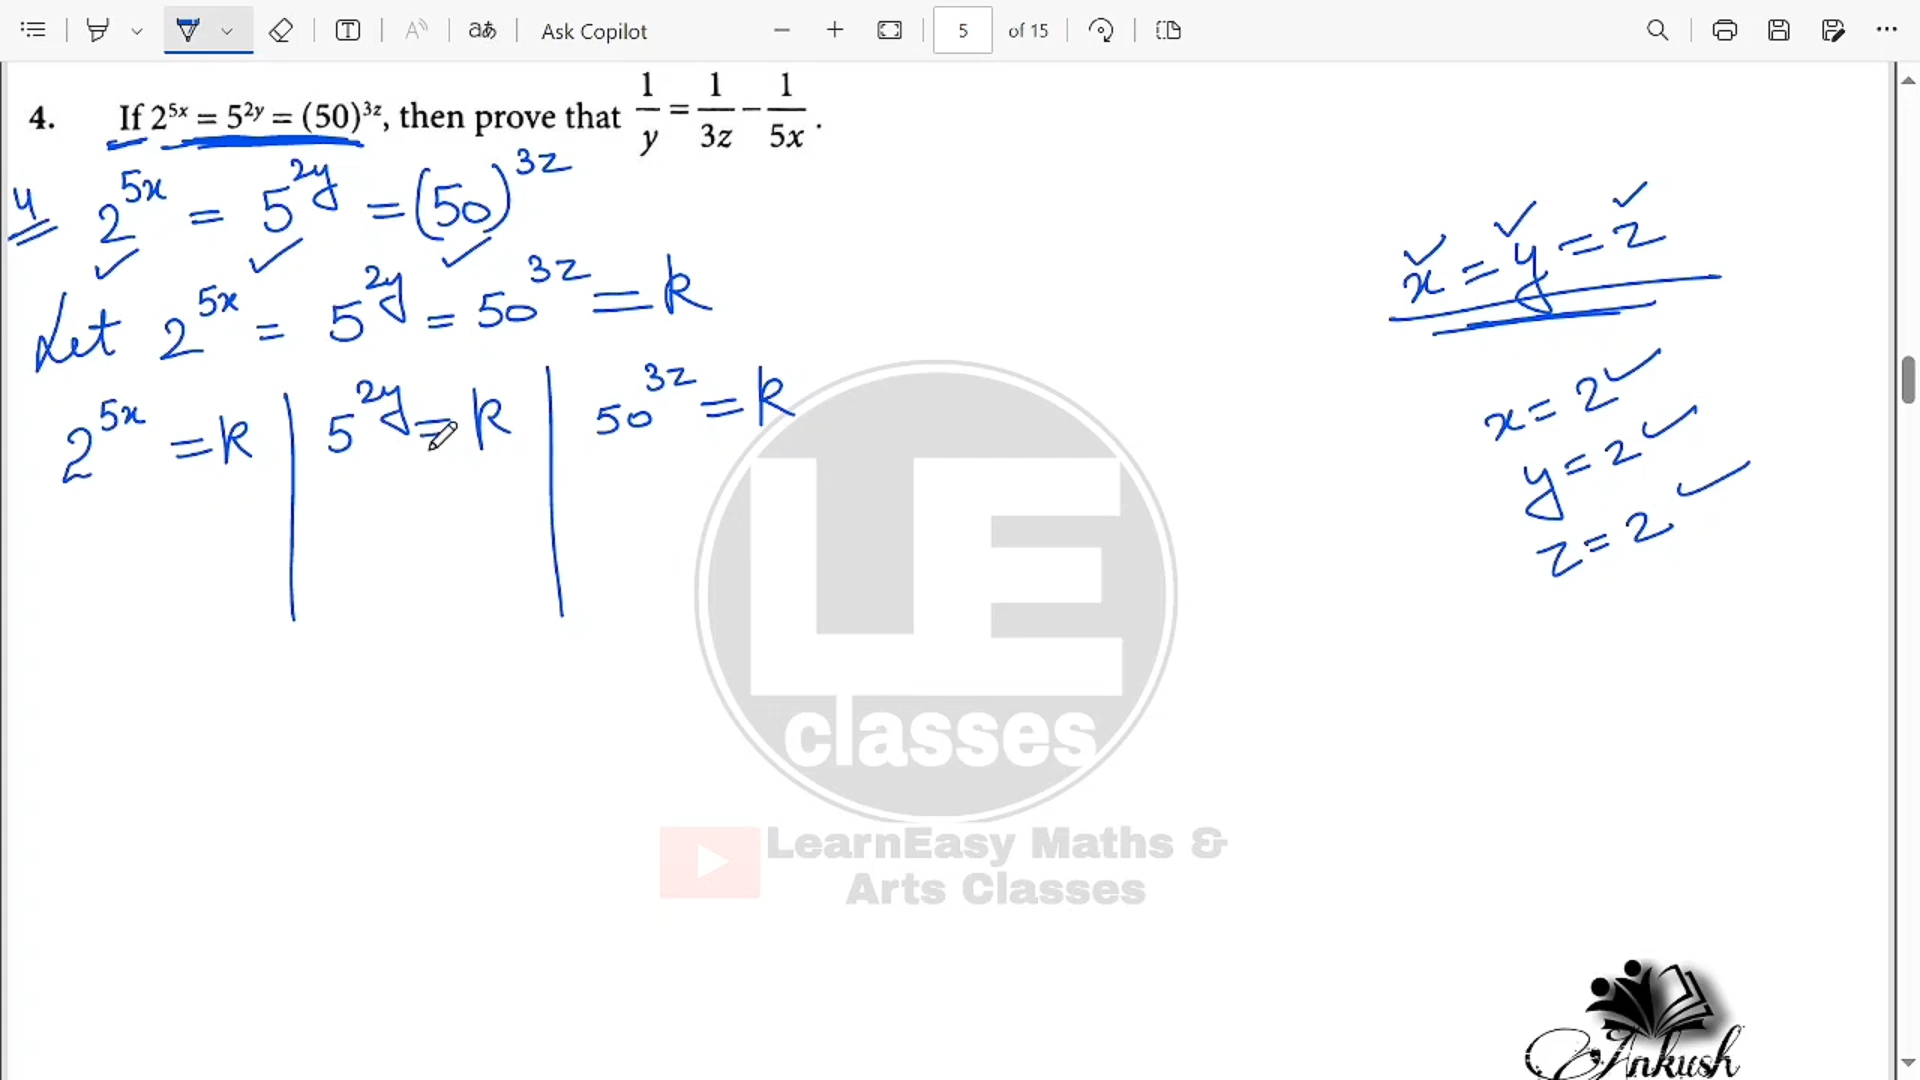 Ask Copilot 5 of 15
4. If 2^{5x} = 5^{2y} = (50)^{3z}, then prove that 1/y = 1/3z − 1/5x .
4 2^{5x} = 5^{2y} = (50)^{3z}
Let 2^{5x} = 5^{2y} = 50^{3z} = k
2^{5x} = k | 5^{2y} = k | 50^{3z} = k
x = y = z
x = 2
y = 2
z = 2
LE
classes
LearnEasy Maths &
Arts Classes
Ankush